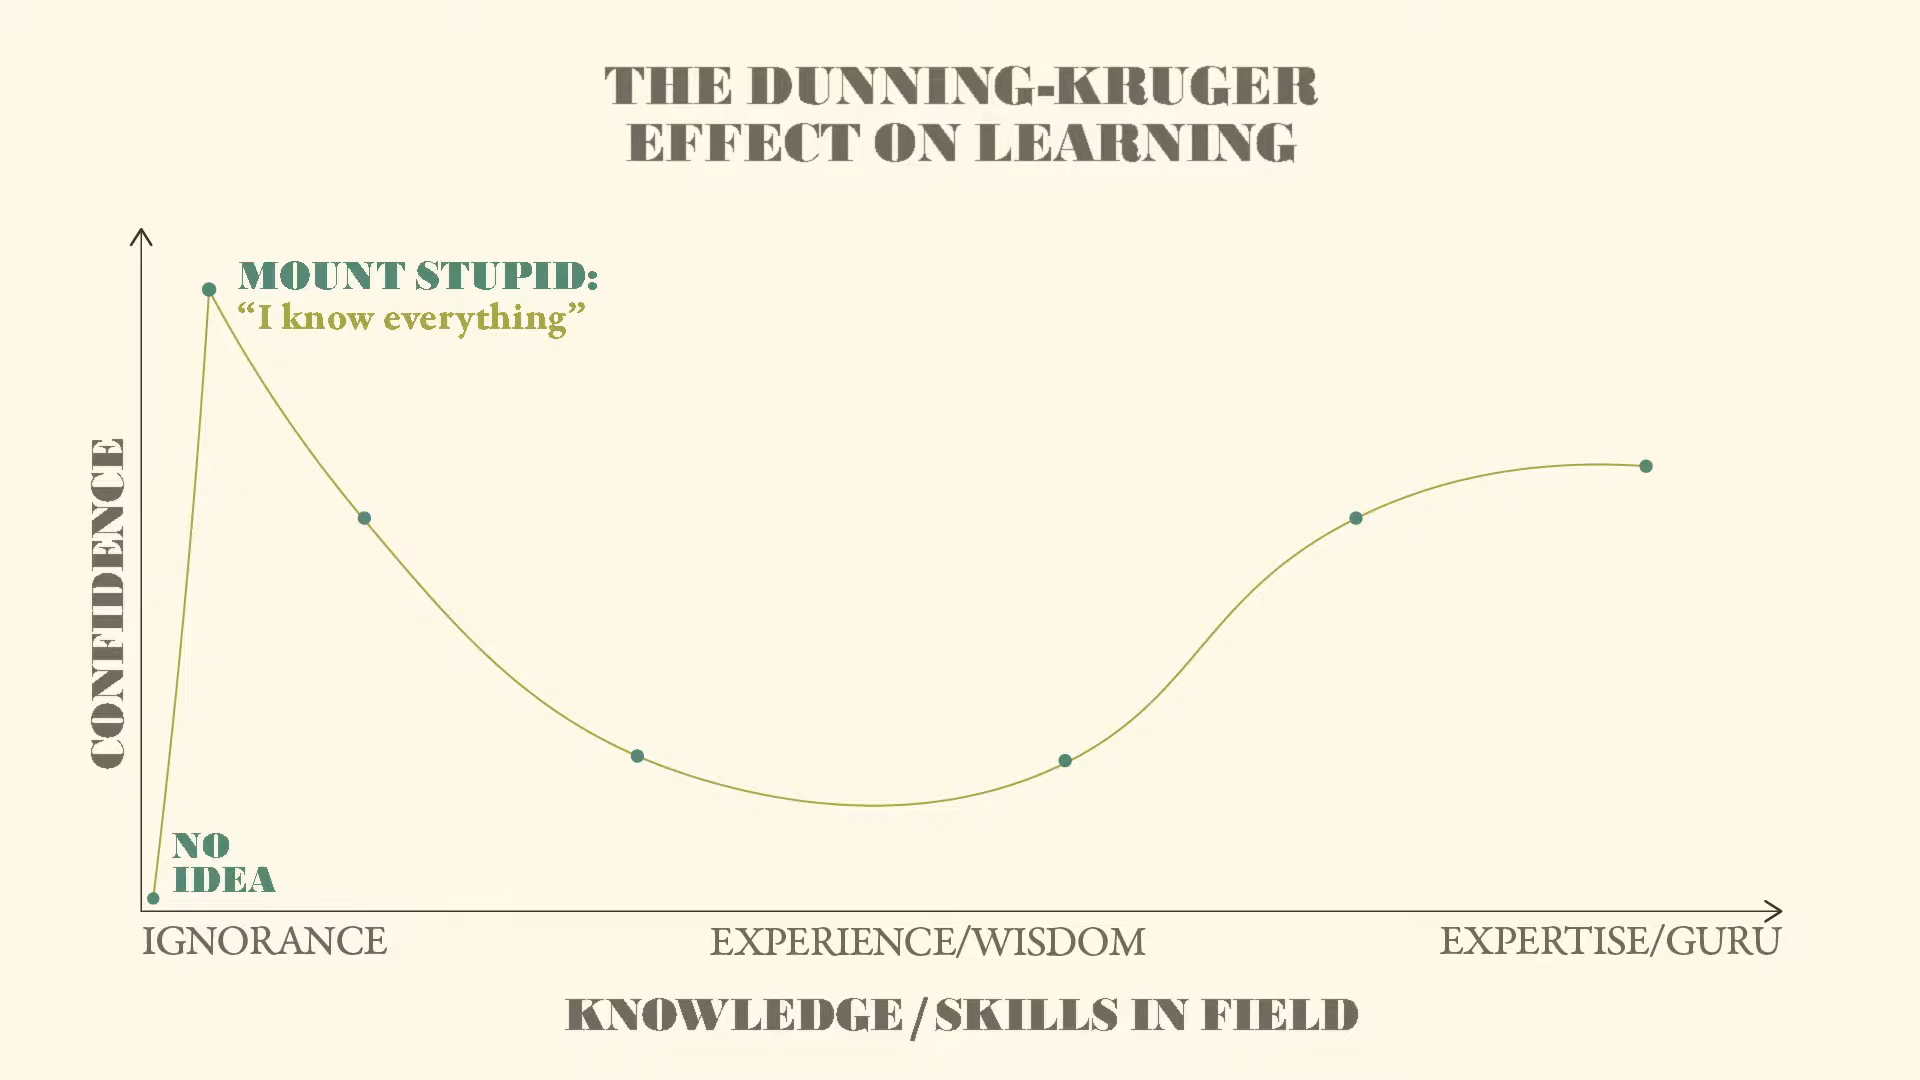 THE DUNNING-KRUGER
EFFECT ON LEARNING
MOUNT STUPID:
“I know everything”
CONFIDENCE
NO
IDEA
IGNORANCE
EXPERIENCE/WISDOM
EXPERTISE/GURU
KNOWLEDGE/SKILLS IN FIELD